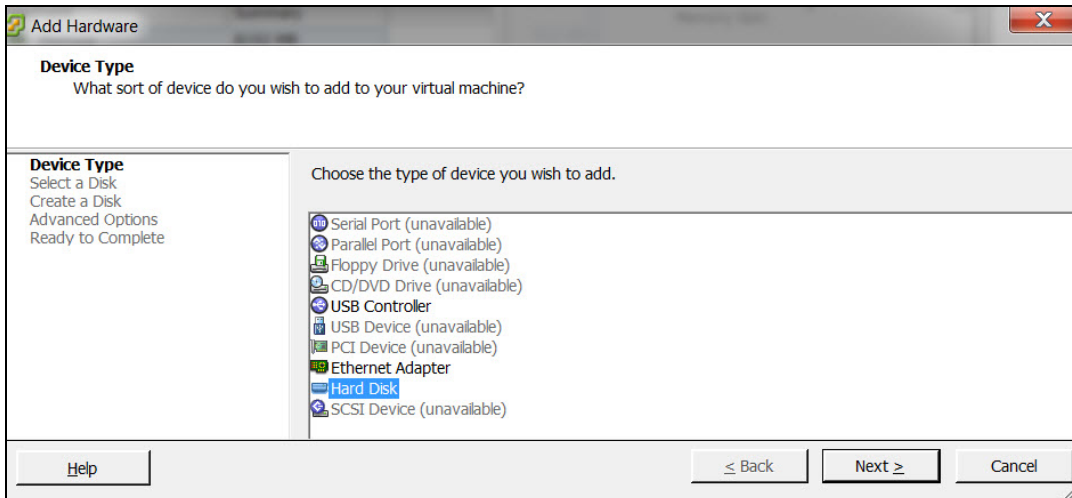 Add Hardware
Device Type
What sort of device do you wish to add to your virtual machine?
Device Type
Select a Disk
Create a Disk
Advanced Options
Ready to Complete
Choose the type of device you wish to add.
Serial Port (unavailable)
Parallel Port (unavailable)
Floppy Drive (unavailable)
CD/DVD Drive (unavailable)
USB Controller
USB Device (unavailable)
PCI Device (unavailable)
Ethernet Adapter
Hard Disk
SCSI Device (unavailable)
Help
< Back
Next >
Cancel